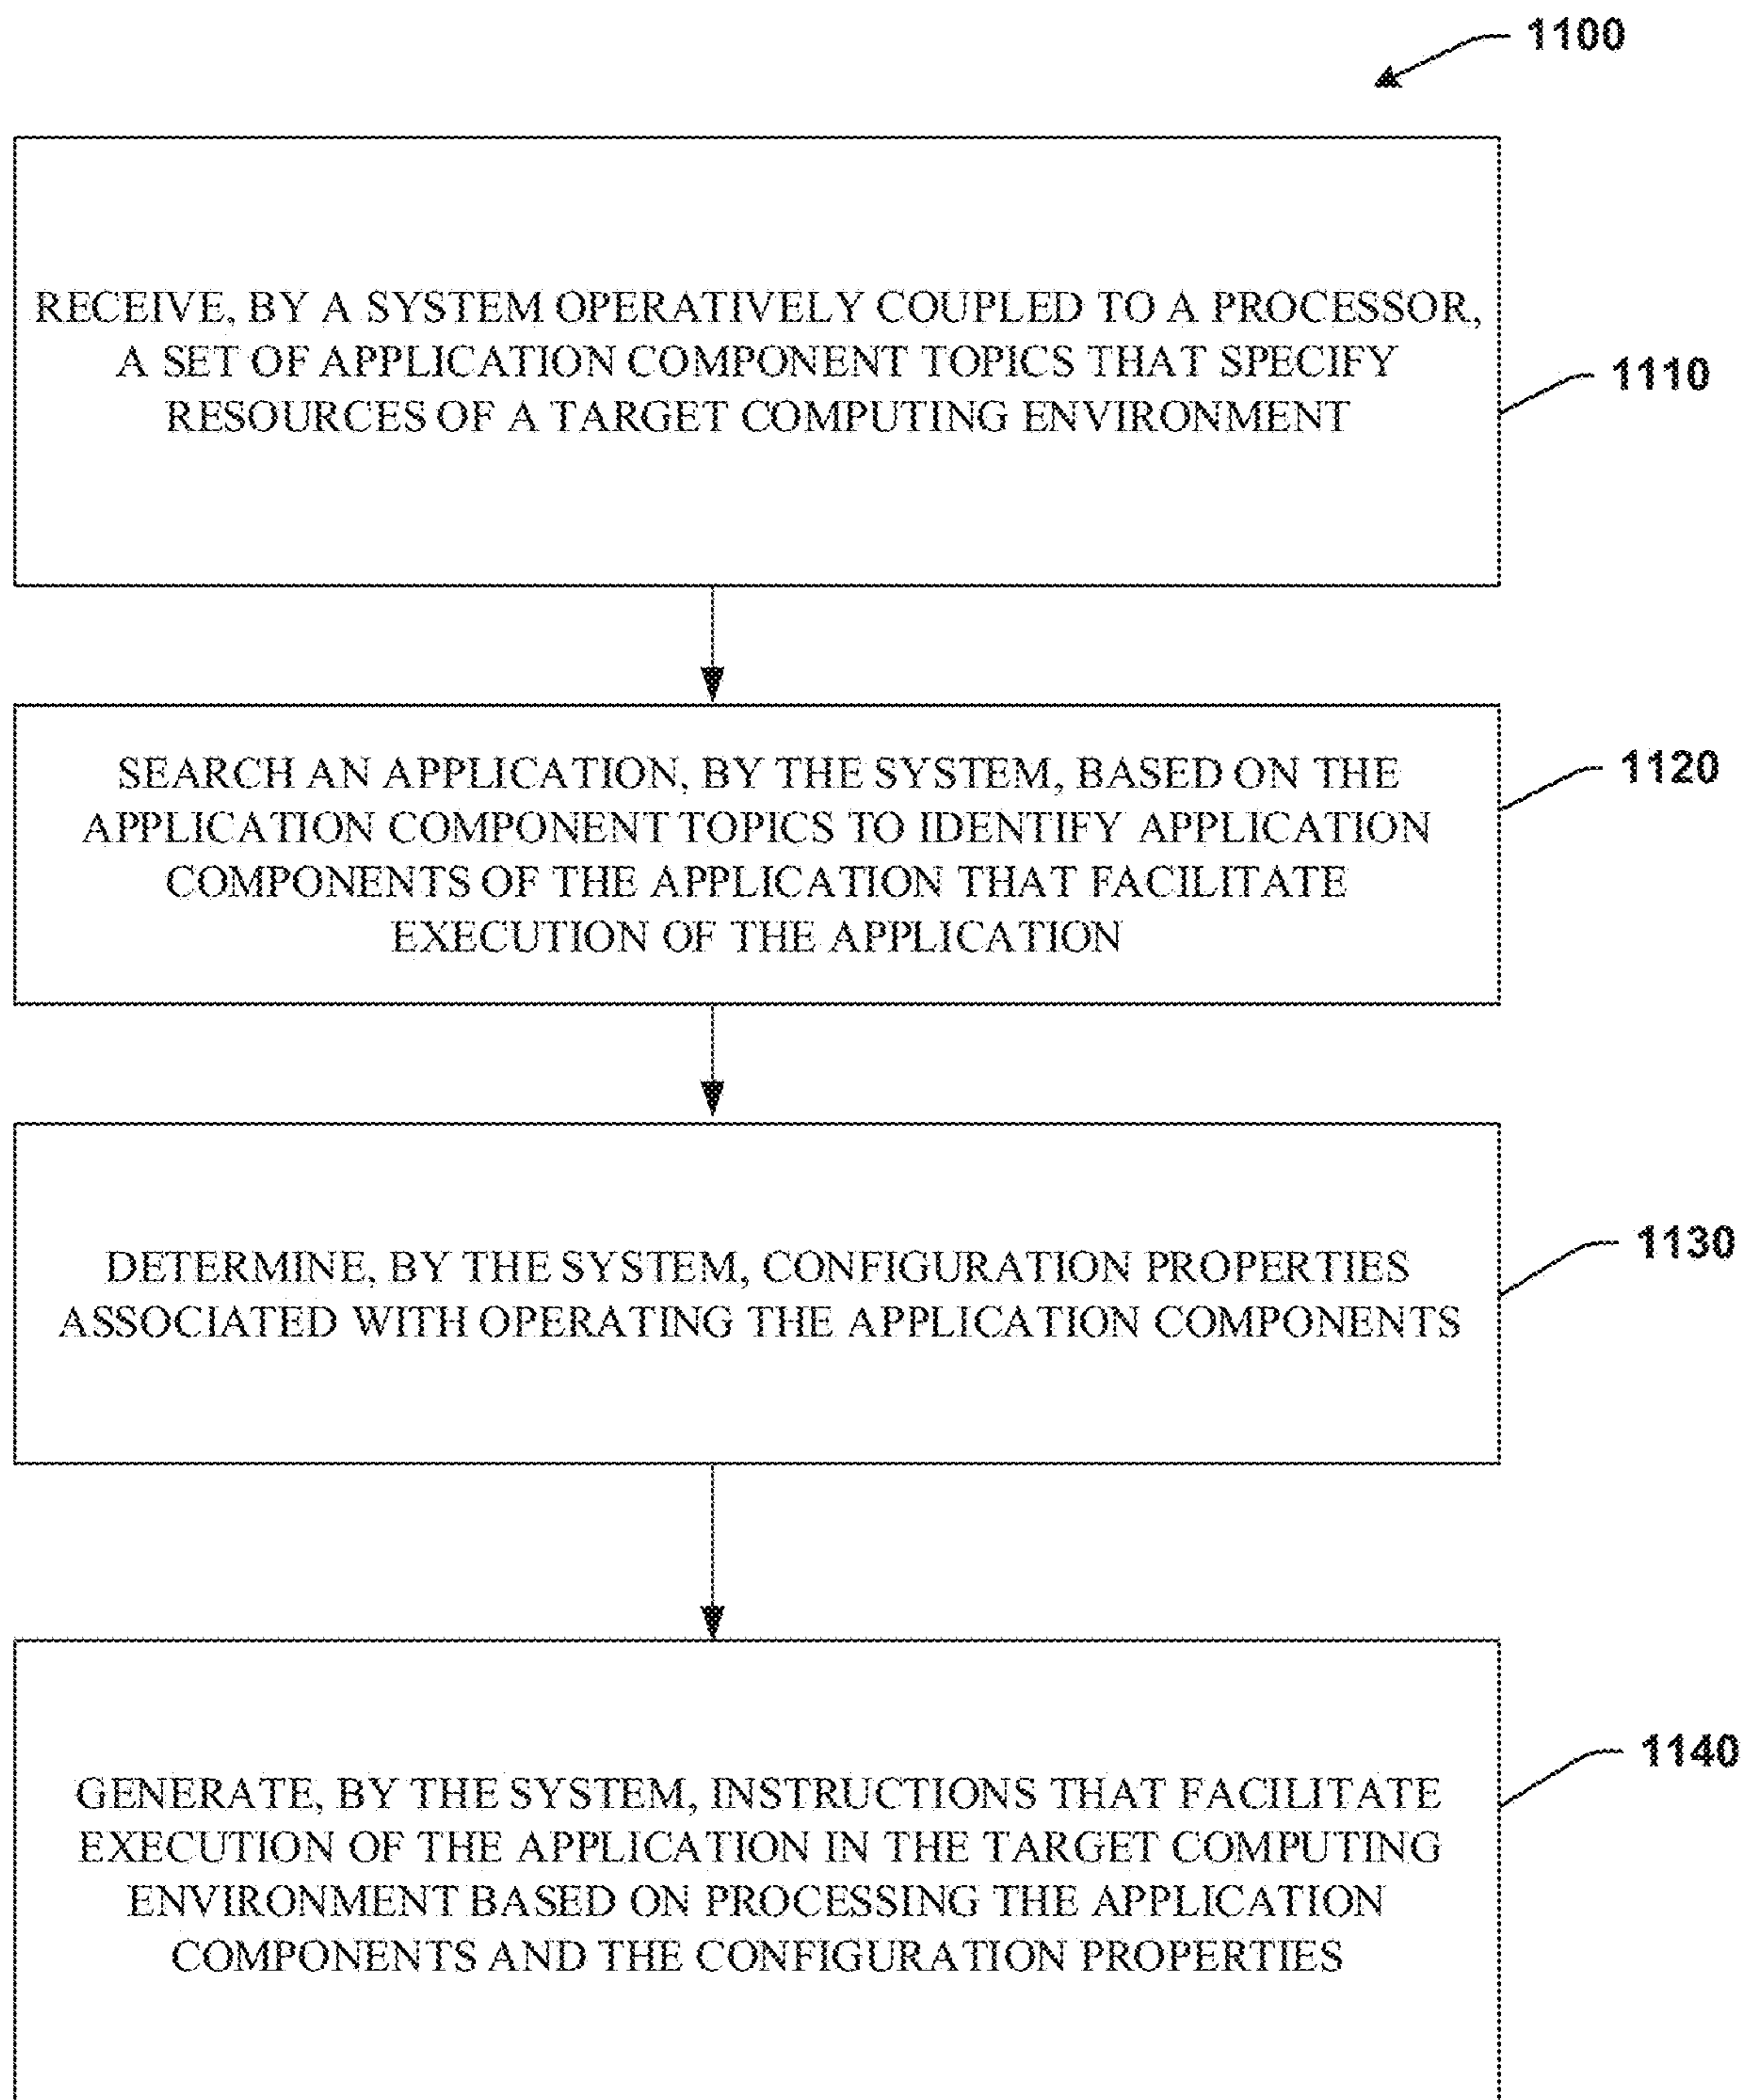 1100
RECEIVE, BY A SYSTEM OPERATIVELY COUPLED TO A PROCESSOR,
A SET OF APPLICATION COMPONENT TOPICS THAT SPECIFY
RESOURCES OF A TARGET COMPUTING ENVIRONMENT
1110
SEARCH AN APPLICATION, BY THE SYSTEM, BASED ON THE
APPLICATION COMPONENT TOPICS TO IDENTIFY APPLICATION
COMPONENTS OF THE APPLICATION THAT FACILITATE
EXECUTION OF THE APPLICATION
1120
DETERMINE, BY THE SYSTEM, CONFIGURATION PROPERTIES
ASSOCIATED WITH OPERATING THE APPLICATION COMPONENTS
1130
GENERATE, BY THE SYSTEM, INSTRUCTIONS THAT FACILITATE
EXECUTION OF THE APPLICATION IN THE TARGET COMPUTING
ENVIRONMENT BASED ON PROCESSING THE APPLICATION
COMPONENTS AND THE CONFIGURATION PROPERTIES
1140